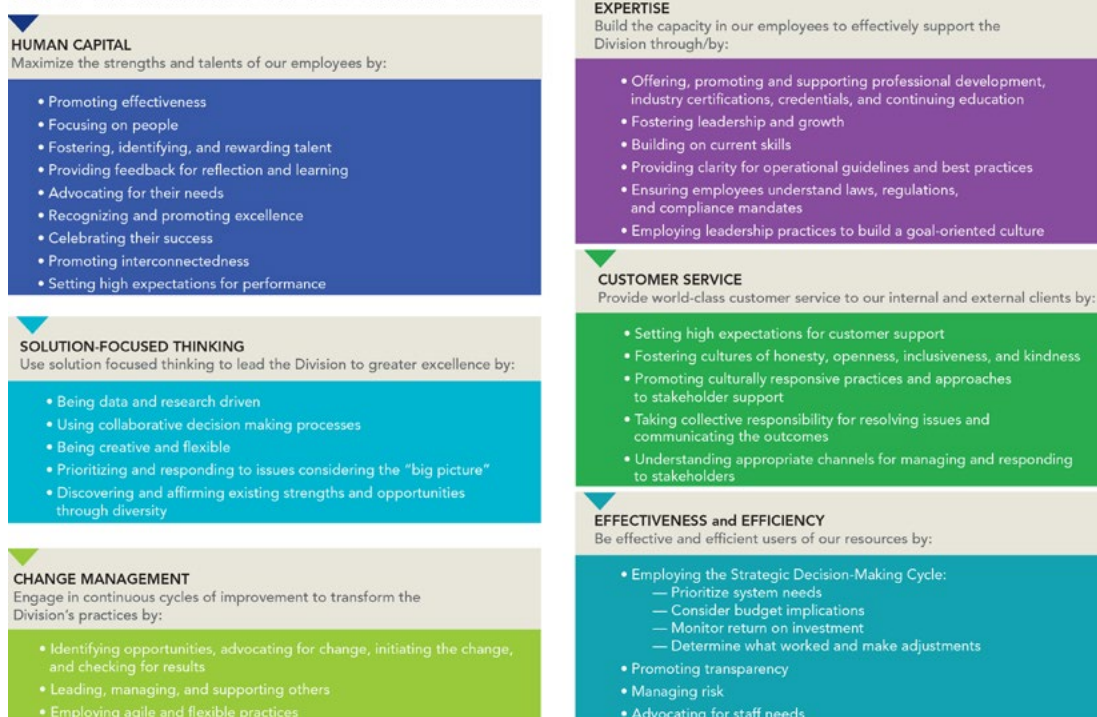 HUMAN CAPITAL
Maximize the strengths and talents of our employees by:
• Promoting effectiveness
• Focusing on people
• Fostering, identifying, and rewarding talent
• Providing feedback for reflection and learning
• Advocating for their needs
• Recognizing and promoting excellence
• Celebrating their success
• Promoting interconnectedness
• Setting high expectations for performance
SOLUTION-FOCUSED THINKING
Use solution focused thinking to lead the Division to greater excellence by:
• Being data and research driven
• Using collaborative decision making processes
• Being creative and flexible
• Prioritizing and responding to issues considering the “big picture”
• Discovering and affirming existing strengths and opportunities
through diversity
CHANGE MANAGEMENT
Engage in continuous cycles of improvement to transform the
Division’s practices by:
• Identifying opportunities, advocating for change, initiating the change,
and checking for results
• Leading, managing, and supporting others
• Employing agile and flexible practices
EXPERTISE
Build the capacity in our employees to effectively support the
Division through/by:
• Offering, promoting and supporting professional development,
industry certifications, credentials, and continuing education
• Fostering leadership and growth
• Building on current skills
• Providing clarity for operational guidelines and best practices
• Ensuring employees understand laws, regulations,
and compliance mandates
• Employing leadership practices to build a goal-oriented culture
CUSTOMER SERVICE
Provide world-class customer service to our internal and external clients by:
• Setting high expectations for customer support
• Fostering cultures of honesty, openness, inclusiveness, and kindness
• Promoting culturally responsive practices and approaches
to stakeholder support
• Taking collective responsibility for resolving issues and
communicating the outcomes
• Understanding appropriate channels for managing and responding
to stakeholders
EFFECTIVENESS and EFFICIENCY
Be effective and efficient users of our resources by:
• Employing the Strategic Decision-Making Cycle:
— Prioritize system needs
— Consider budget implications
— Monitor return on investment
— Determine what worked and make adjustments
• Promoting transparency
• Managing risk
• Advocating for staff needs